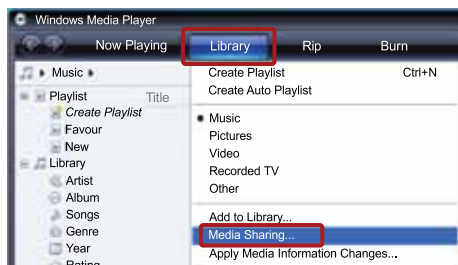 Windows Media Player
Now Playing Library Rip Burn
Music
Playlist Title
Create Playlist
Favour
New
Library
Artist
Album
Songs
Genre
Year
Rating
Create Playlist Ctrl+N
Create Auto Playlist
Music
Pictures
Video
Recorded TV
Other
Add to Library...
Media Sharing...
Apply Media Information Changes...